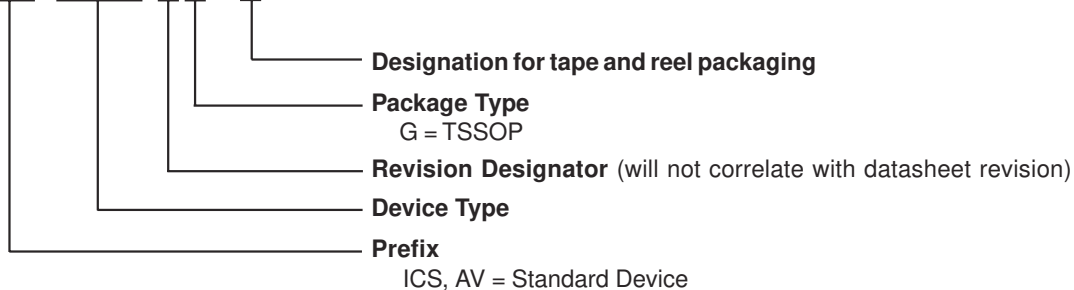 Designation for tape and reel packaging
Package Type
G = TSSOP
Revision Designator (will not correlate with datasheet revision)
Device Type
Prefix
ICS, AV = Standard Device